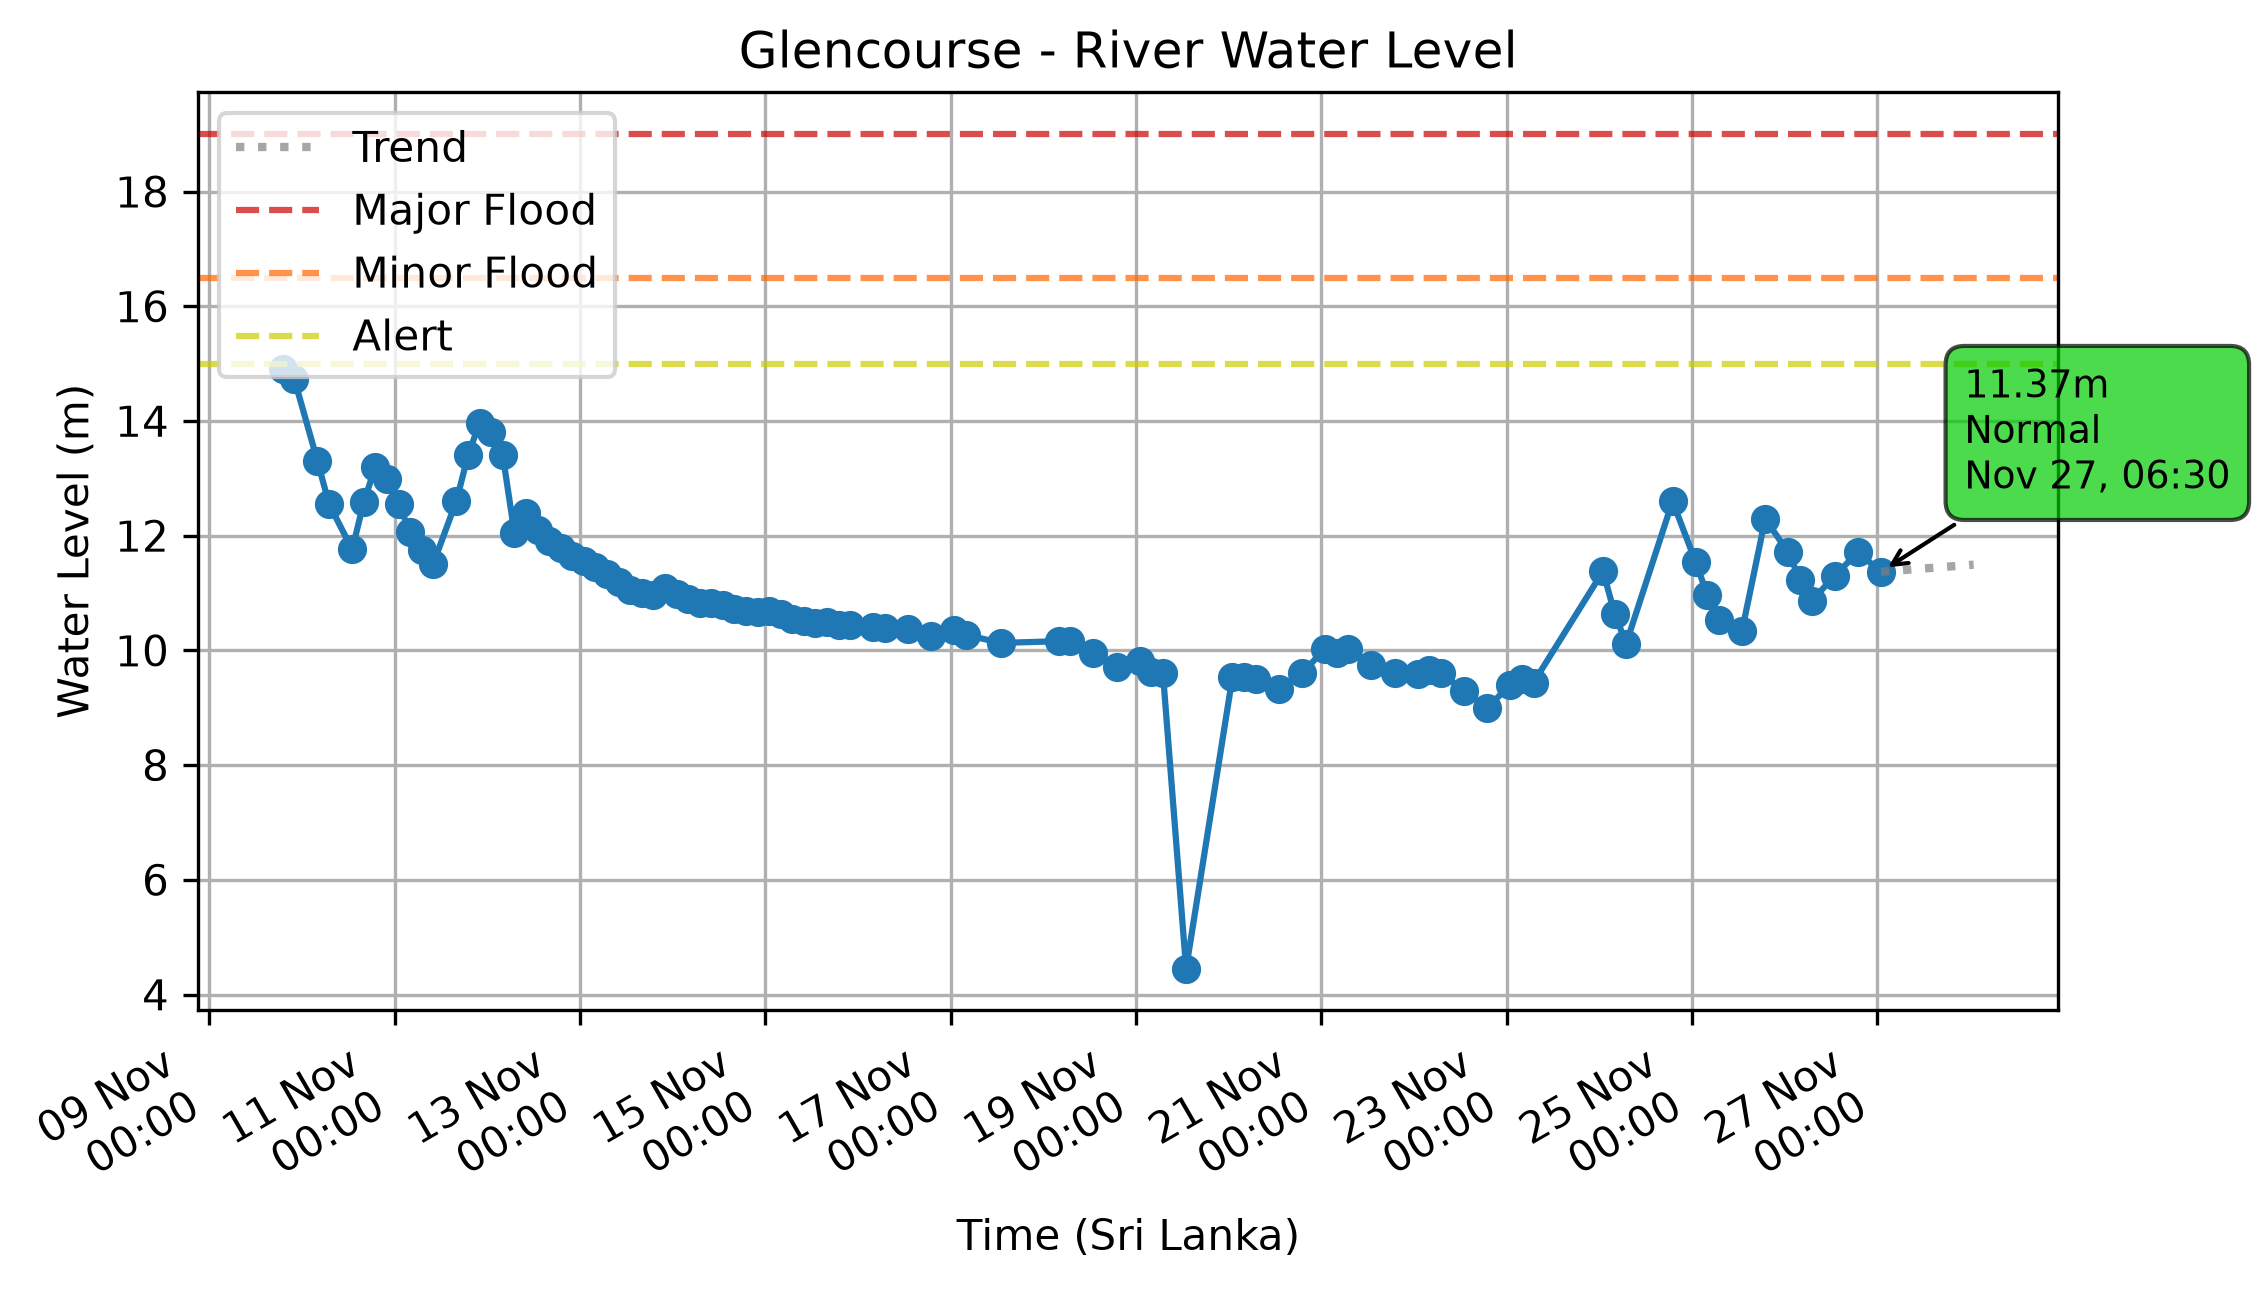 Glencourse - River Water Level
Trend
Major Flood
Minor Flood
Alert
18
16
14
12
10
8
6
4
Water Level (m)
11.37m
Normal
Nov 27, 06:30
09 Nov
00:00
11 Nov
00:00
13 Nov
00:00
15 Nov
00:00
17 Nov
00:00
19 Nov
00:00
21 Nov
00:00
23 Nov
00:00
25 Nov
00:00
27 Nov
00:00
Time (Sri Lanka)